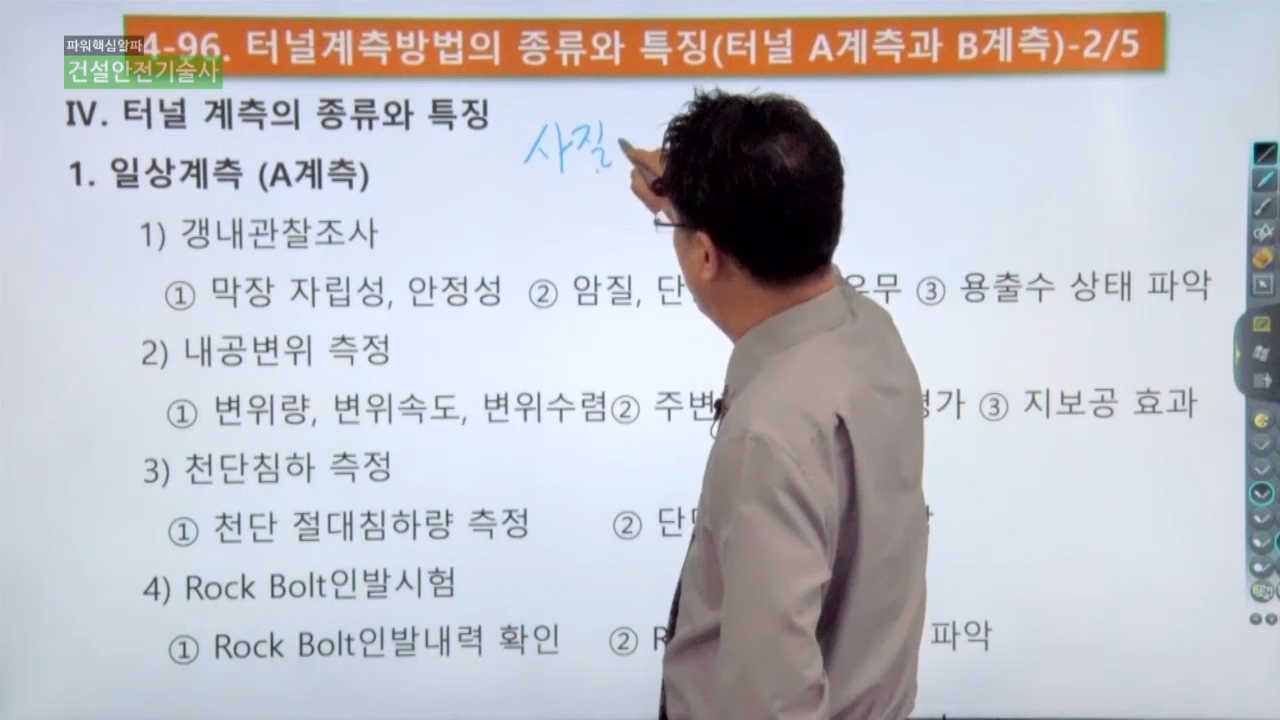 파워핵심알파
건설안전기술사
4-96. 터널계측방법의 종류와 특징(터널 A계측과 B계측)-2/5
IV. 터널 계측의 종류와 특징
사질
1. 일상계측 (A계측)
1) 갱내관찰조사
① 막장 자립성, 안정성 ② 암질, 단 유무 ③ 용출수 상태 파악
2) 내공변위 측정
① 변위량, 변위속도, 변위수렴② 주변 평가 ③ 지보공 효과
3) 천단침하 측정
① 천단 절대침하량 측정 ②
4) Rock Bolt인발시험
① Rock Bolt인발내력 확인 ② R 파악